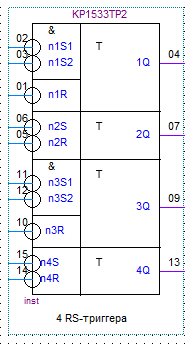 КР1533ТР2
&
02 n1S1 T
03 n1S2 1Q 04
01 n1R
06 n2S T
05 n2R 2Q 07
&
11 n3S1 T
12 n3S2
3Q 09
10 n3R
15 n4S T
14 n4R 4Q 13
inst
4 RS-триггера